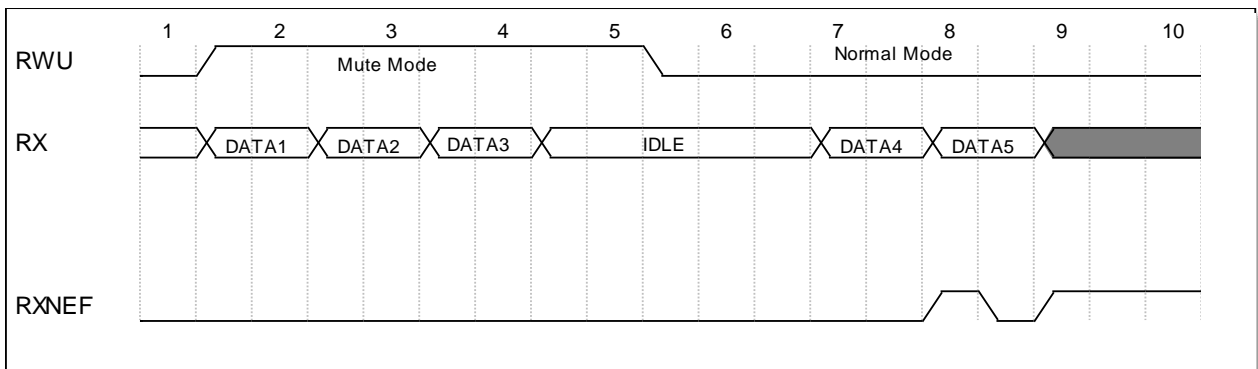 1 2 3 4 5 6 7 8 9 10
RWU Mute Mode Normal Mode
RX DATA1 DATA2 DATA3 IDLE DATA4 DATA5
RXNEF